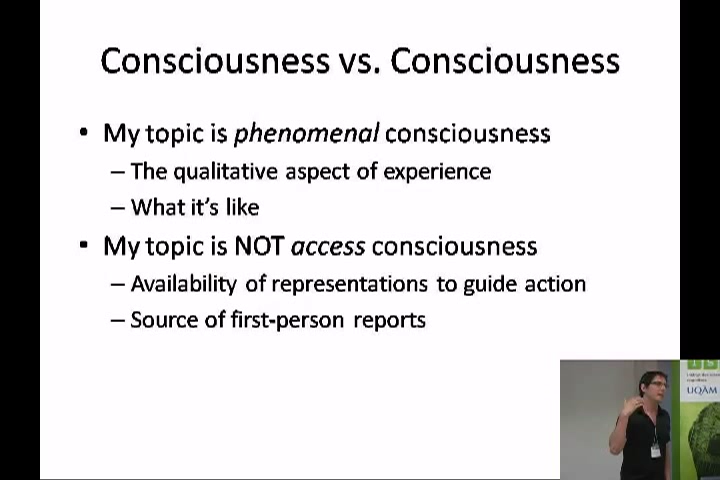 Consciousness vs. Consciousness
• My topic is phenomenal consciousness
– The qualitative aspect of experience
– What it's like
• My topic is NOT access consciousness
– Availability of representations to guide action
– Source of first-person reports
UQÀM